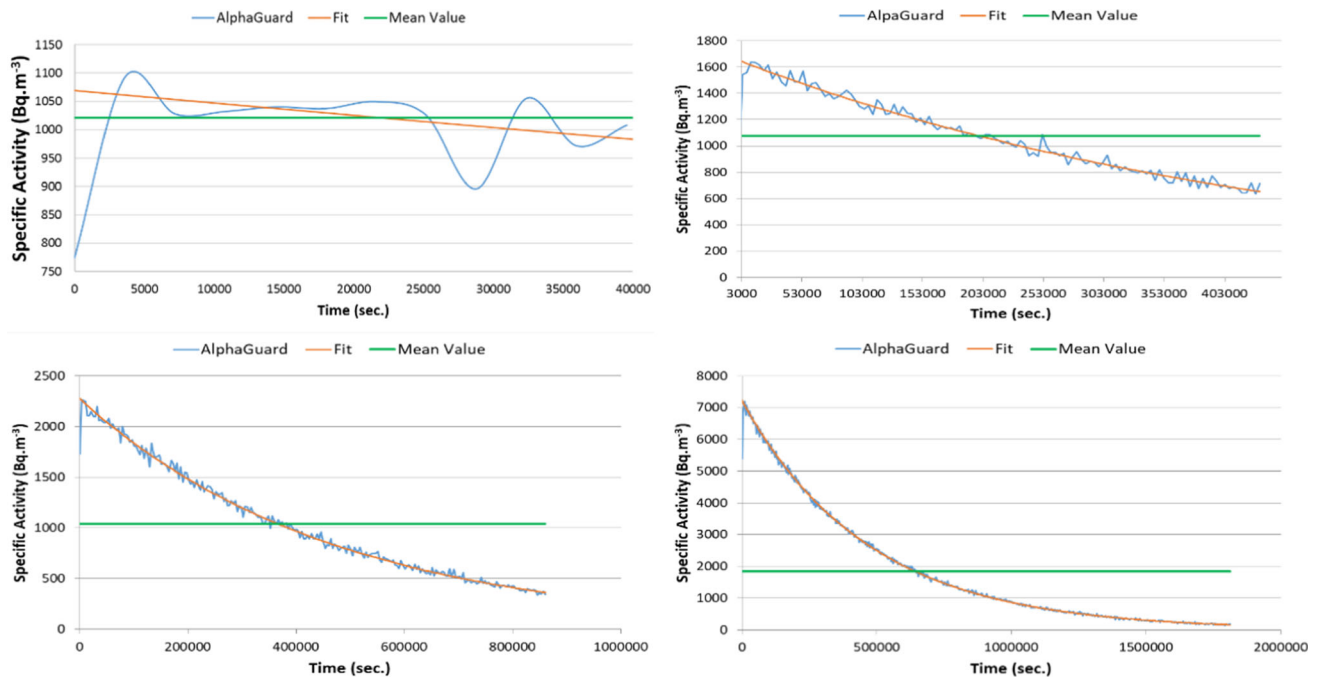 AlphaGuard Fit Mean Value
Specific Activity (Bq.m⁻³)
1150
1100
1050
1000
950
900
850
800
750
0 5000 10000 15000 20000 25000 30000 35000 40000
Time (sec.)
AlpaGuard Fit Mean Value
Specific Activity (Bq.m⁻³)
1800
1600
1400
1200
1000
800
600
400
200
0
3000 53000 103000 153000 203000 253000 303000 353000 403000
Time (sec.)
AlphaGuard Fit Mean Value
Specific Activity (Bq.m⁻³)
2500
2000
1500
1000
500
0
0 200000 400000 600000 800000 1000000
Time (sec.)
AlphaGuard Fit Mean Value
Specific Activity (Bq.m⁻³)
8000
7000
6000
5000
4000
3000
2000
1000
0
0 500000 1000000 1500000 2000000
Time (sec.)